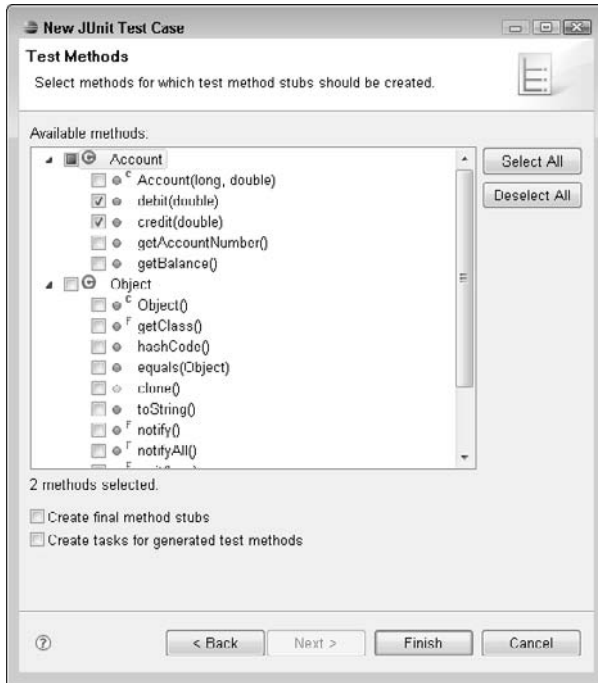 New JUnit Test Case
Test Methods
Select methods for which test method stubs should be created.
Available methods:
Account
C Account(long, double)
debit(double)
credit(double)
getAccountNumber()
getBalance()
Object
C Object()
F getClass()
hashCode()
equals(Object)
clone()
toString()
F notify()
F notifyAll()
Select All
Deselect All
2 methods selected.
Create final method stubs
Create tasks for generated test methods
< Back
Next >
Finish
Cancel